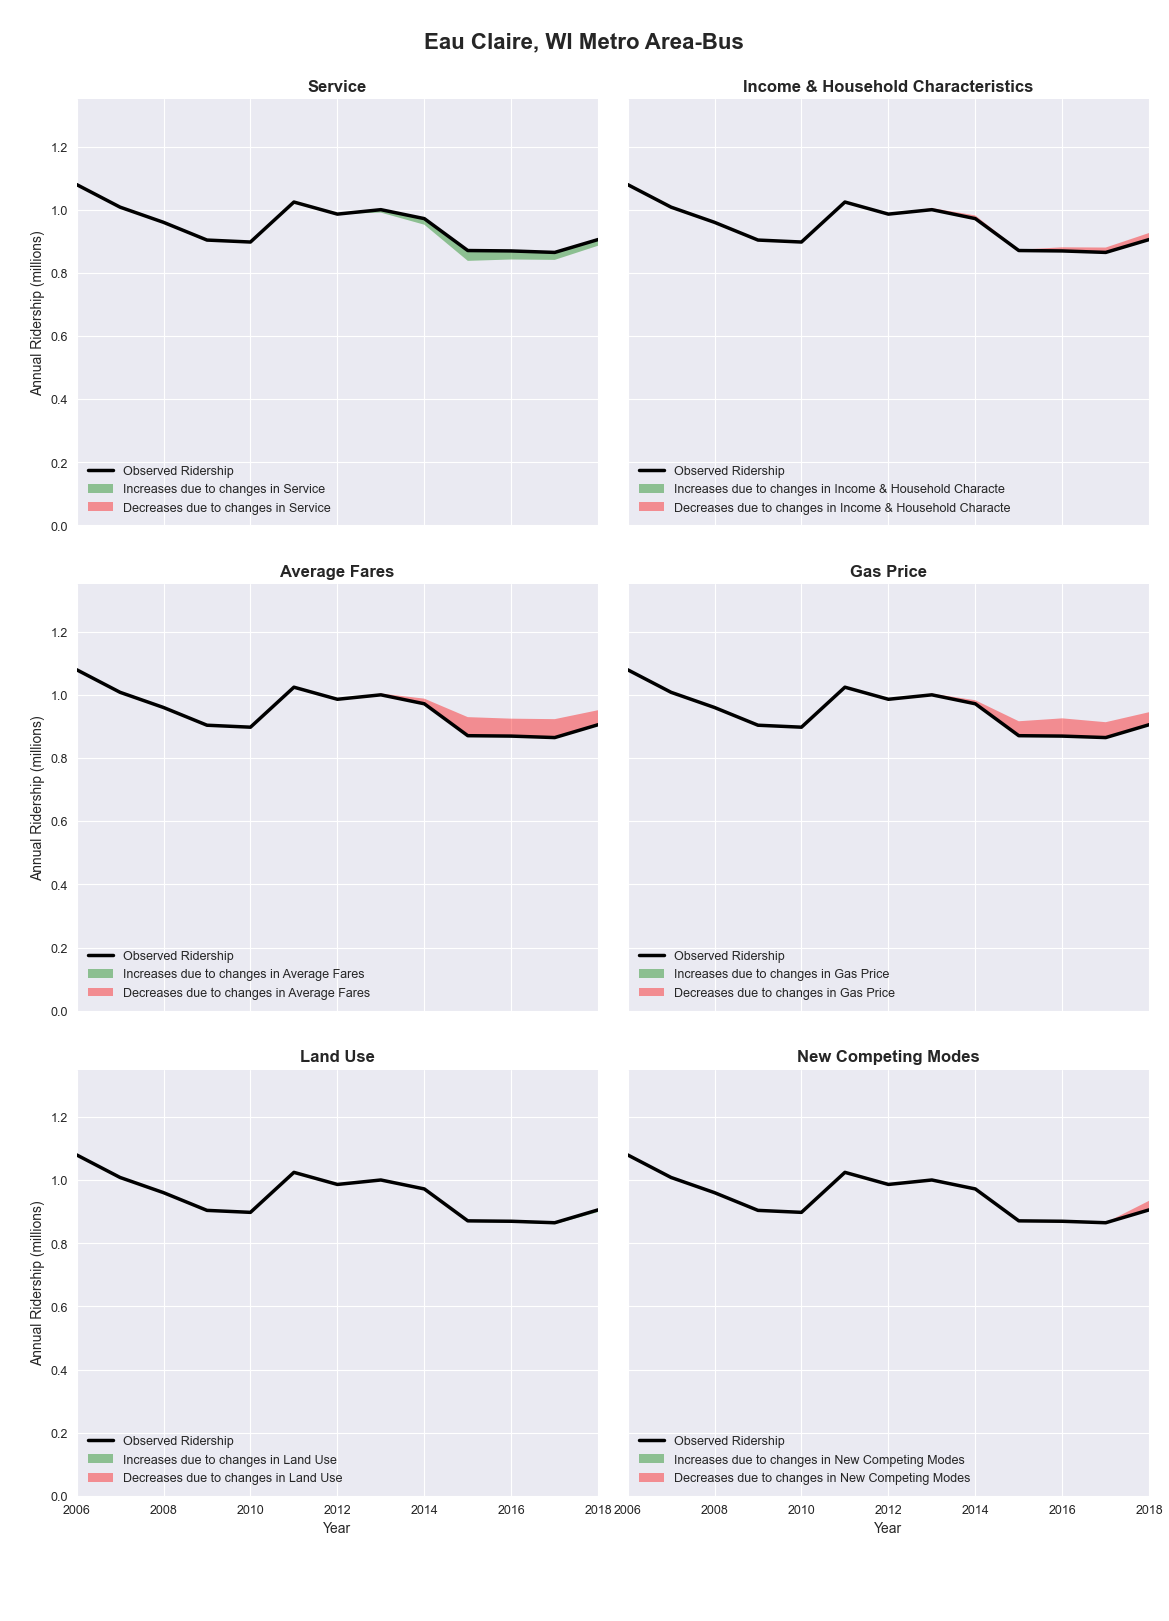 Eau Claire, WI Metro Area-Bus
Service
Income & Household Characteristics
Annual Ridership (millions)
1.2
1.0
0.8
0.6
0.4
0.2
0.0
Observed Ridership
Increases due to changes in Service
Decreases due to changes in Service
Observed Ridership
Increases due to changes in Income & Household Characte
Decreases due to changes in Income & Household Characte
Average Fares
Gas Price
Annual Ridership (millions)
1.2
1.0
0.8
0.6
0.4
0.2
0.0
Observed Ridership
Increases due to changes in Average Fares
Decreases due to changes in Average Fares
Observed Ridership
Increases due to changes in Gas Price
Decreases due to changes in Gas Price
Land Use
New Competing Modes
Annual Ridership (millions)
1.2
1.0
0.8
0.6
0.4
0.2
0.0
Observed Ridership
Increases due to changes in Land Use
Decreases due to changes in Land Use
Observed Ridership
Increases due to changes in New Competing Modes
Decreases due to changes in New Competing Modes
2006 2008 2010 2012 2014 2016 2018
2006 2008 2010 2012 2014 2016 2018
Year
Year